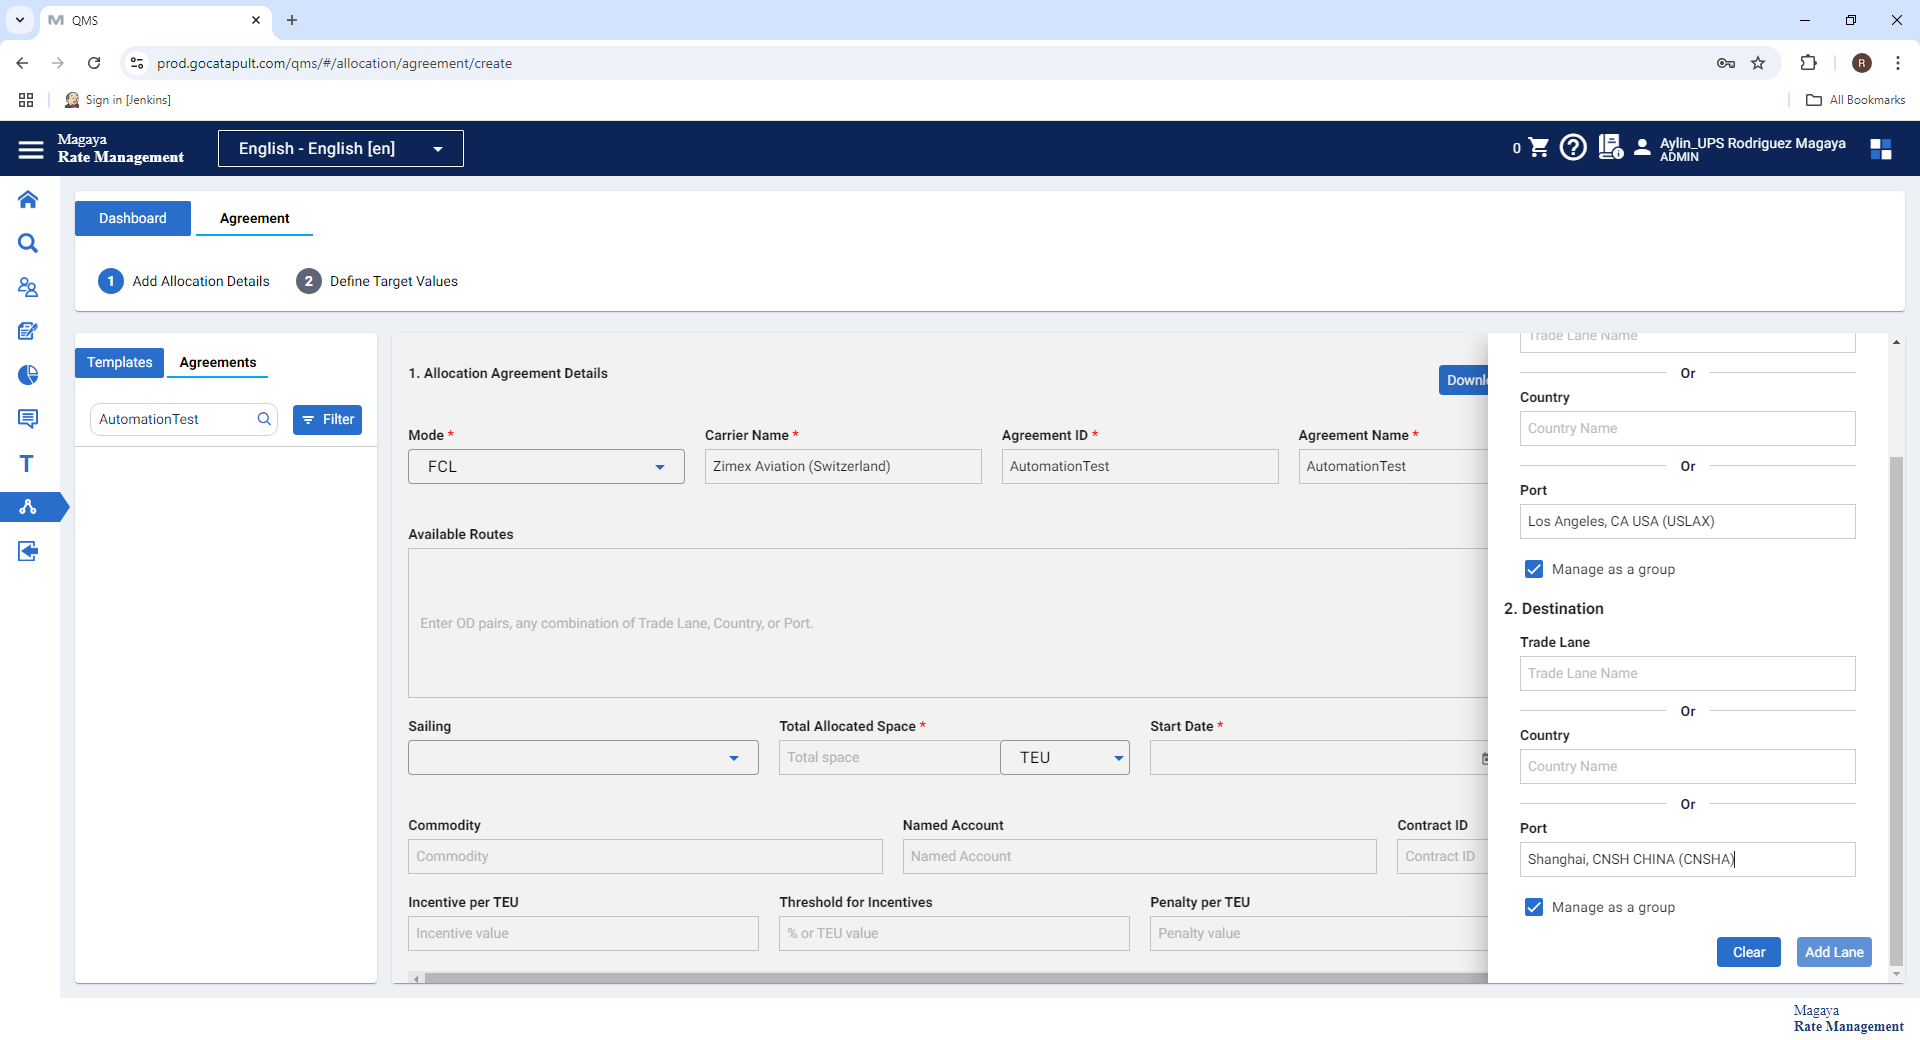 QMS
prod.gocatapult.com/qms/#/allocation/agreement/create
R
Sign in [Jenkins]
All Bookmarks
Magaya
Rate Management
English - English [en]
0
Aylin_UPS Rodriguez Magaya
ADMIN
Dashboard
Agreement
1 Add Allocation Details
2 Define Target Values
Templates
Agreements
AutomationTest
Filter
1. Allocation Agreement Details
Downl
Mode *
Carrier Name *
Agreement ID *
Agreement Name *
FCL
Zimex Aviation (Switzerland)
AutomationTest
AutomationTest
Available Routes
Enter OD pairs, any combination of Trade Lane, Country, or Port.
Sailing
Total Allocated Space *
Start Date *
Total space
TEU
Commodity
Named Account
Contract ID
Commodity
Named Account
Contract ID
Incentive per TEU
Threshold for Incentives
Penalty per TEU
Incentive value
% or TEU value
Penalty value
Trade Lane Name
Or
Country
Country Name
Or
Port
Los Angeles, CA USA (USLAX)
Manage as a group
2. Destination
Trade Lane
Trade Lane Name
Or
Country
Country Name
Or
Port
Shanghai, CNSH CHINA (CNSHA)
Manage as a group
Clear
Add Lane
Magaya
Rate Management